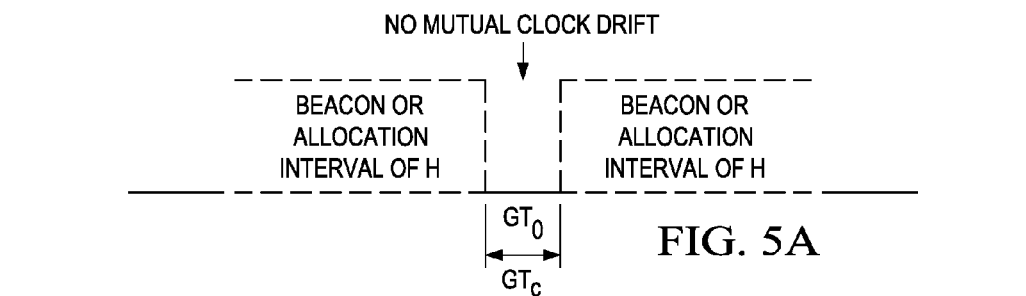 NO MUTUAL CLOCK DRIFT
BEACON OR
ALLOCATION
INTERVAL OF H
BEACON OR
ALLOCATION
INTERVAL OF H
GT0
GTC
FIG. 5A